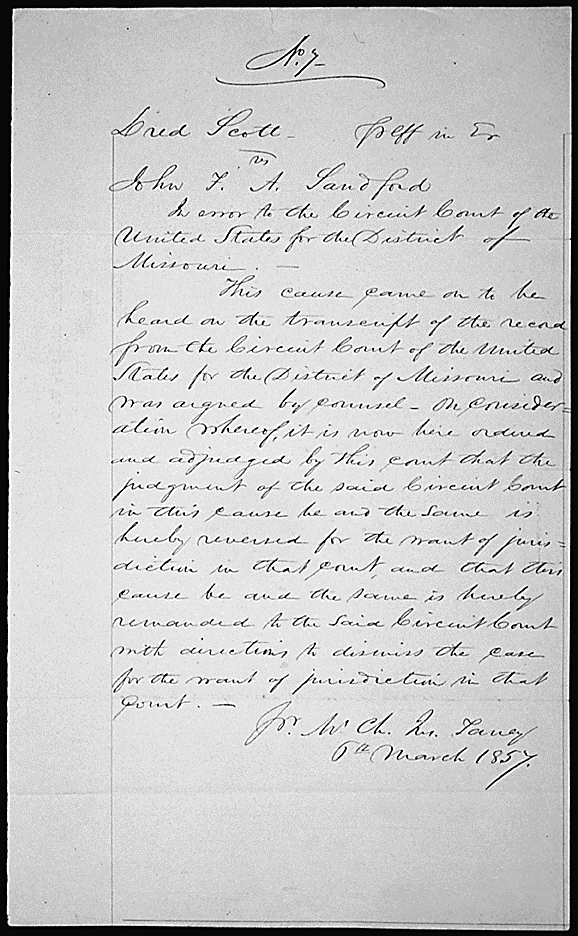 No. 7
Dred Scott - Plff in Er
vs
John F. A. Sandford
In error to the Circuit Court of the
United States for the District of
Missouri. -
This cause came on to be
heard on the transcript of the record
from the Circuit Court of the United
States for the District of Missouri and
was argued by counsel - On consider=
ation whereof, it is now here ordered
and adjudged by this court that the
judgment of the said Circuit Court
in this cause be and the same is
hereby reversed for the want of juris=
diction in that court, and that this
cause be and the same is hereby
remanded to the said Circuit Court
with directions to dismiss the case
for the want of jurisdiction in that
Court. -
Pr. Mr Ch. Jus. Taney
6th March 1857.